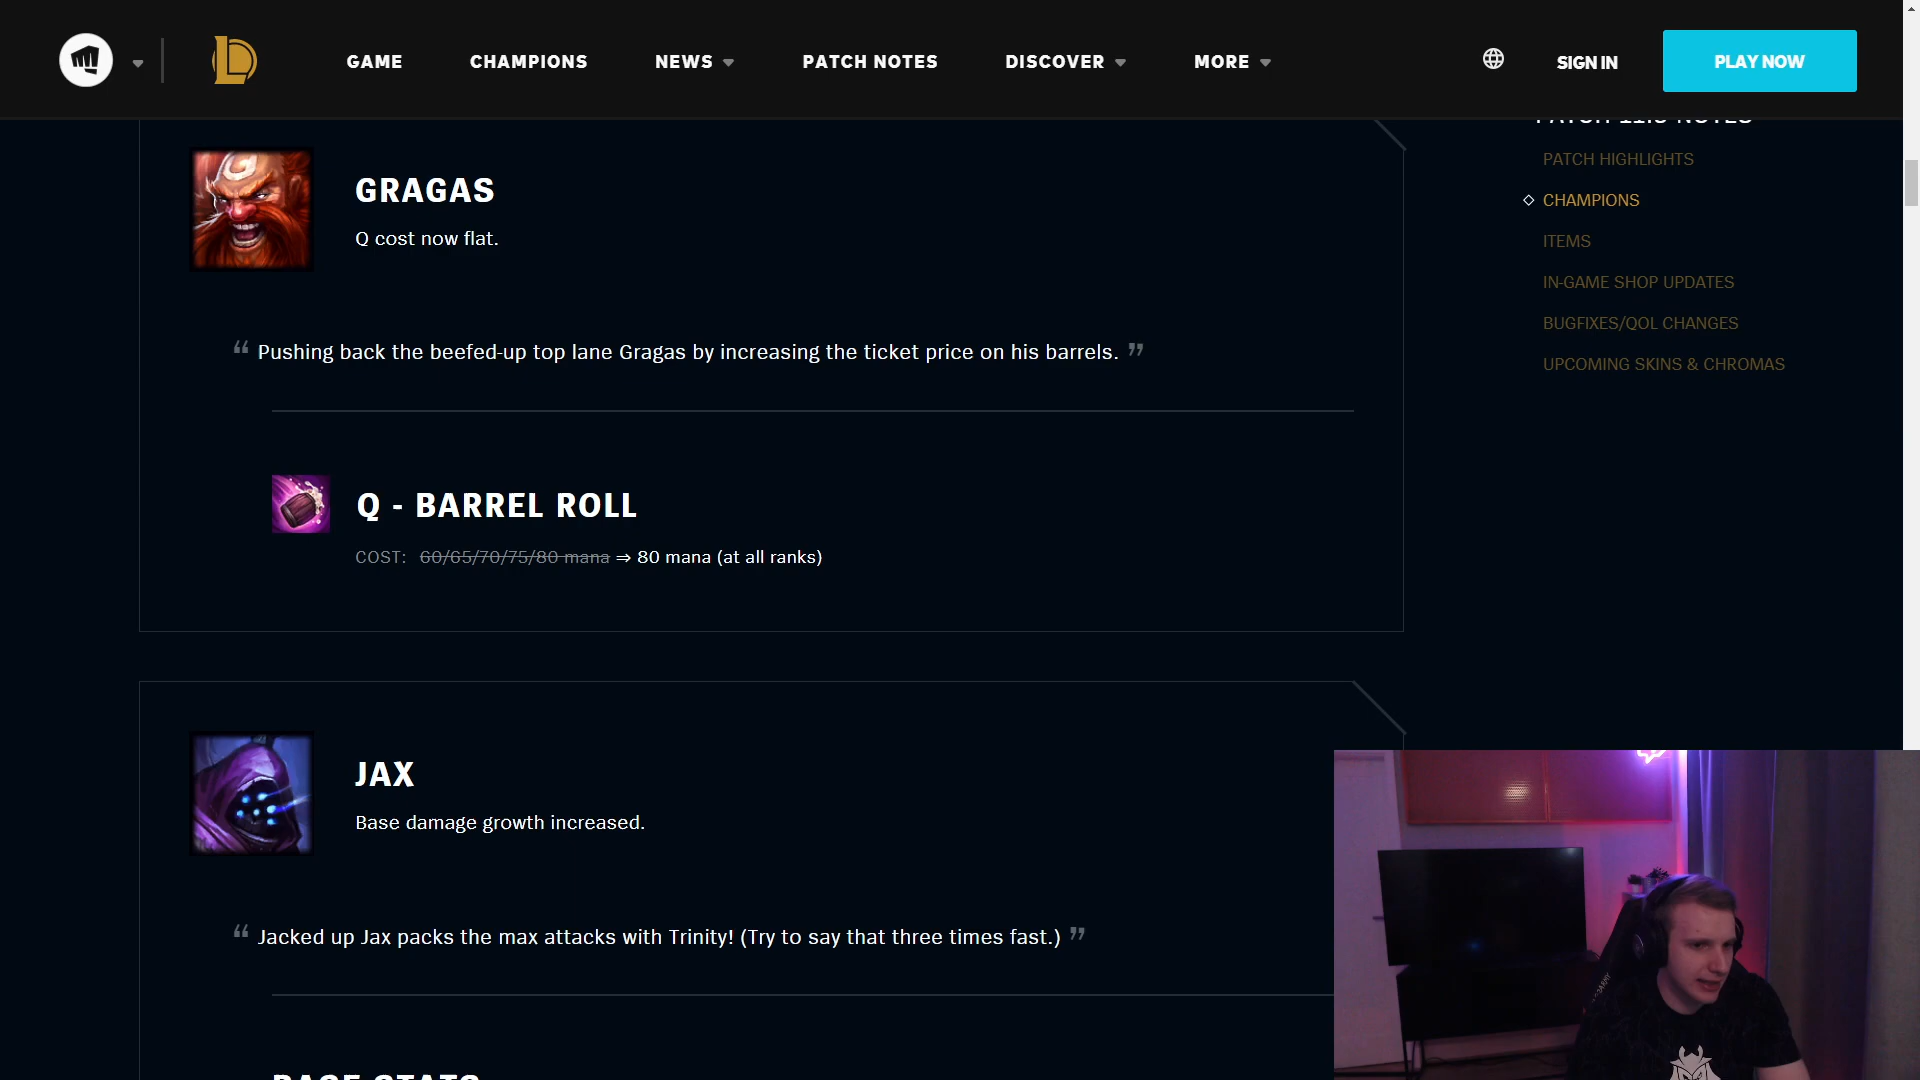 GAME
CHAMPIONS
NEWS
PATCH NOTES
DISCOVER
MORE
SIGN IN
PLAY NOW
GRAGAS
Q cost now flat.
“ Pushing back the beefed-up top lane Gragas by increasing the ticket price on his barrels. ”
Q - BARREL ROLL
COST: 60/65/70/75/80 mana ⇒ 80 mana (at all ranks)
JAX
Base damage growth increased.
“ Jacked up Jax packs the max attacks with Trinity! (Try to say that three times fast.) ”
BASE STATS
PATCH HIGHLIGHTS
CHAMPIONS
ITEMS
IN-GAME SHOP UPDATES
BUGFIXES/QOL CHANGES
UPCOMING SKINS & CHROMAS